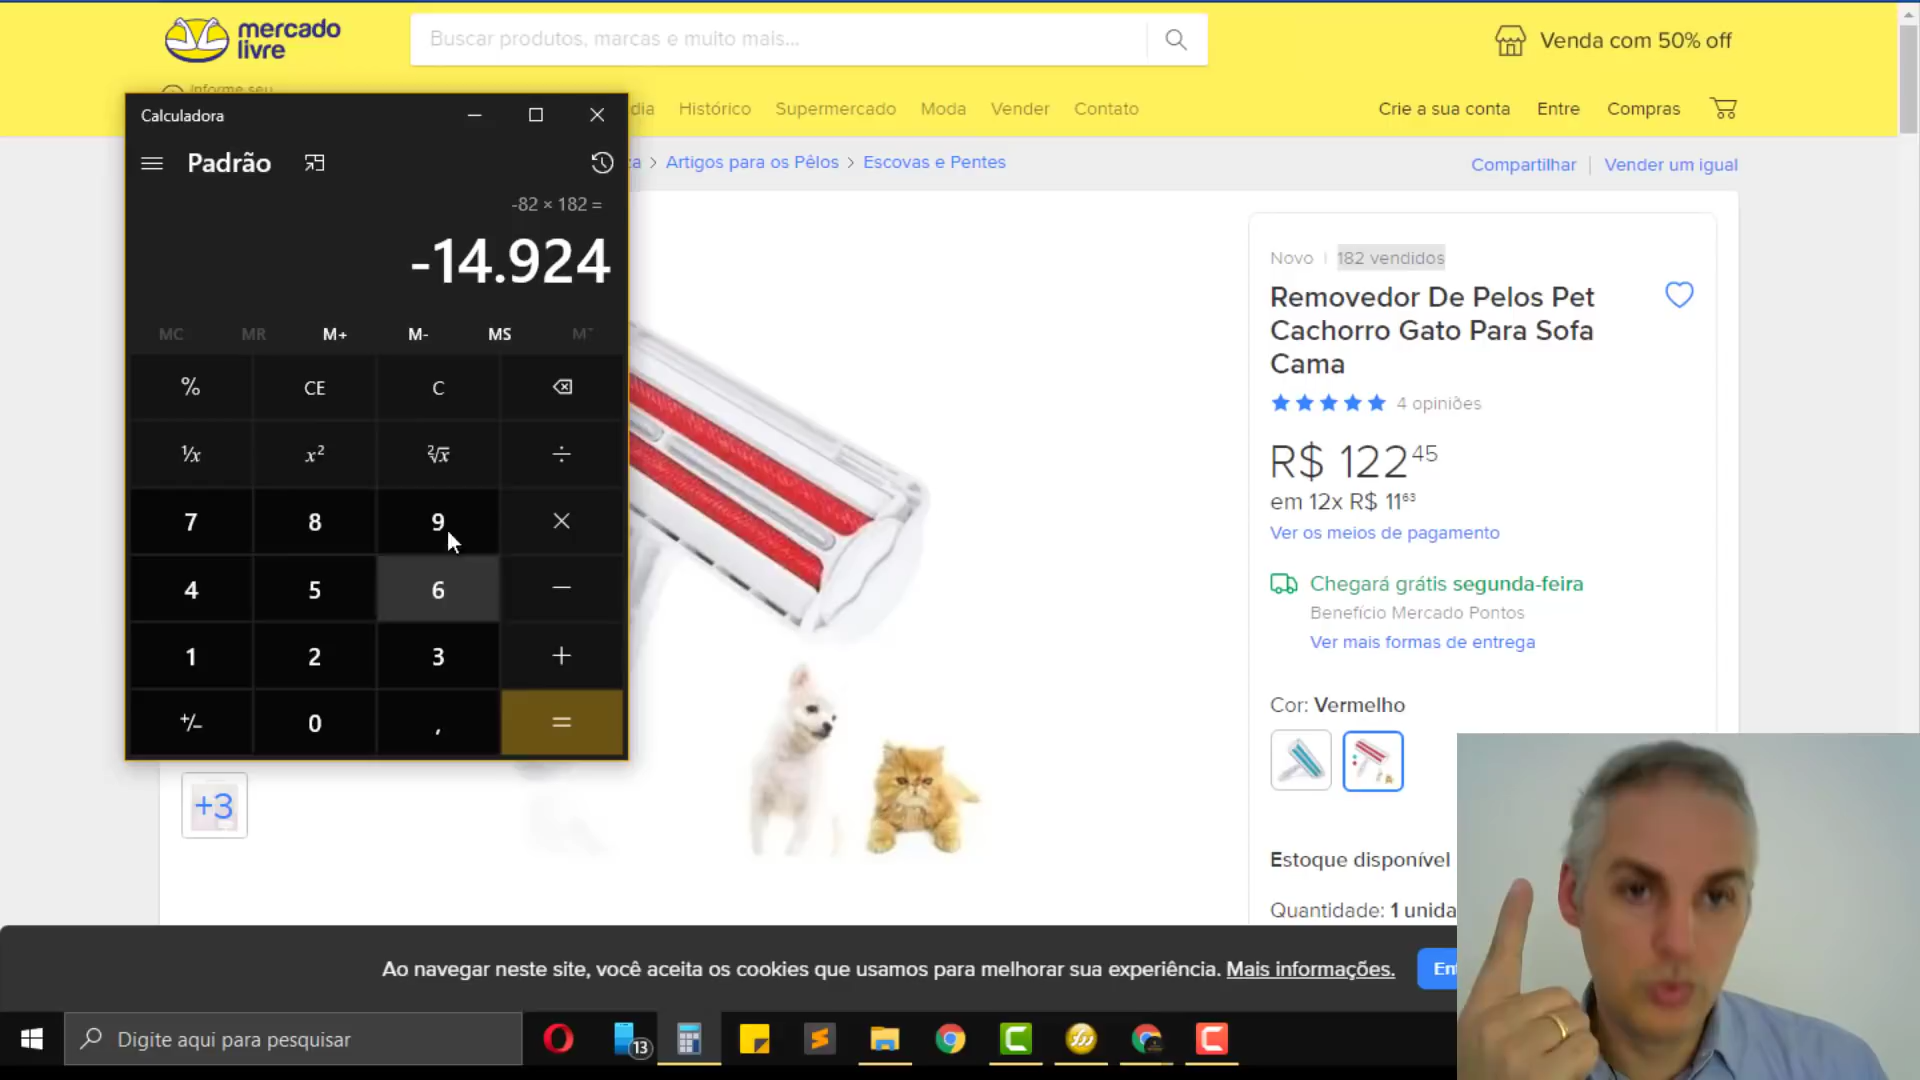 mercado
livre
Buscar produtos, marcas e muito mais...
Venda com 50% off
Informe seu
dia
Histórico
Supermercado
Moda
Vender
Contato
Crie a sua conta
Entre
Compras
Calculadora
Padrão
-82 × 182 =
-14.924
MC
MR
M+
M-
MS
M˅
%
CE
C
¹/x
x²
²√x
÷
7
8
9
×
4
5
6
−
1
2
3
+
+/−
0
,
=
za > Artigos para os Pêlos > Escovas e Pentes
Compartilhar | Vender um igual
Novo | 182 vendidos
Removedor De Pelos Pet
Cachorro Gato Para Sofa
Cama
4 opiniões
R$ 122⁴⁵
em 12x R$ 11⁶³
Ver os meios de pagamento
Chegará grátis segunda-feira
Benefício Mercado Pontos
Ver mais formas de entrega
Cor: Vermelho
+3
Estoque disponível
Quantidade: 1 unida
Ao navegar neste site, você aceita os cookies que usamos para melhorar sua experiência. Mais informações.
Ent
Digite aqui para pesquisar
13